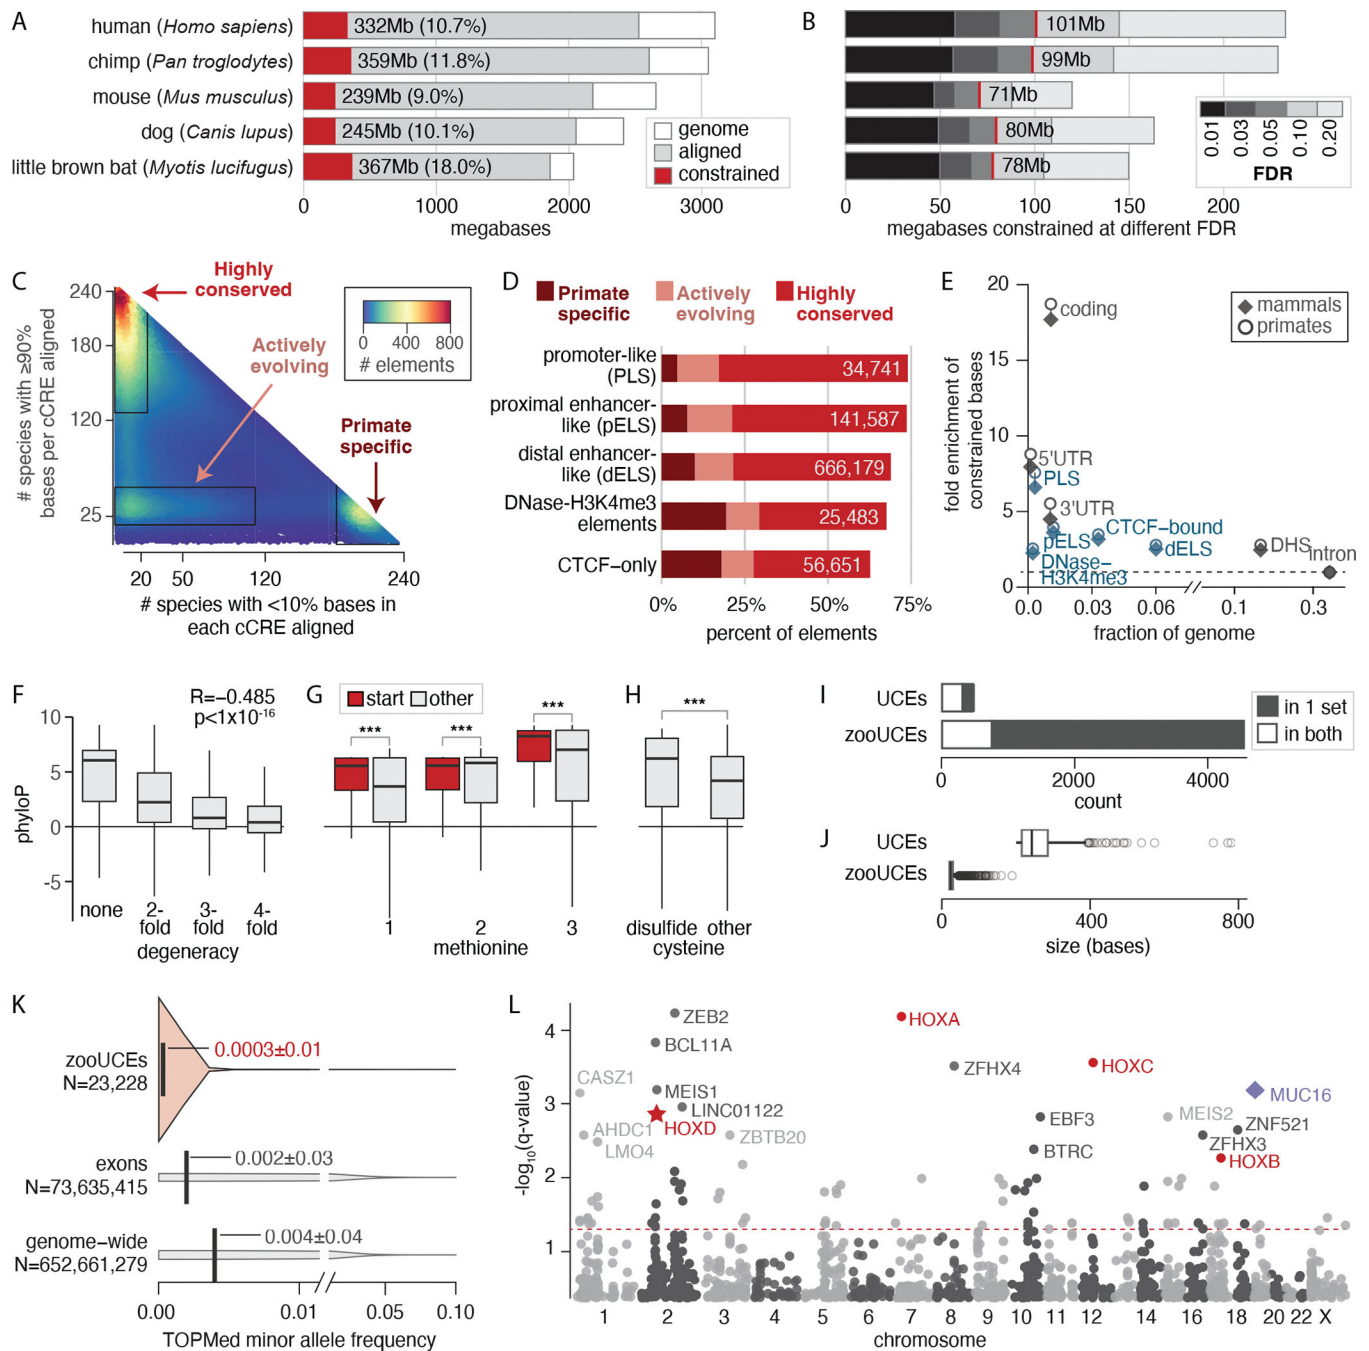 A
human (Homo sapiens)
332Mb (10.7%)
chimp (Pan troglodytes)
359Mb (11.8%)
mouse (Mus musculus)
239Mb (9.0%)
dog (Canis lupus)
245Mb (10.1%)
little brown bat (Myotis lucifugus)
367Mb (18.0%)
genome
aligned
constrained
0 1000 2000 3000
megabases
B
101Mb
99Mb
71Mb
80Mb
78Mb
0.01 0.03 0.05 0.10 0.20
FDR
0 50 100 150 200
megabases constrained at different FDR
C
Highly
conserved
Actively
evolving
Primate
specific
0 400 800
# elements
240
180
120
25
# species with ≥90%
bases per cCRE aligned
20 50 120 240
# species with <10% bases in
each cCRE aligned
D
Primate
specific
Actively
evolving
Highly
conserved
promoter-like
(PLS)
34,741
proximal enhancer-
like (pELS)
141,587
distal enhancer-
like (dELS)
666,179
DNase-H3K4me3
elements
25,483
CTCF-only
56,651
0% 25% 50% 75%
percent of elements
E
mammals
primates
20
15
10
5
0
fold enrichment of
constrained bases
coding
5'UTR
PLS
3'UTR
CTCF-bound
pELS
dELS
DNase-
H3K4me3
DHS
intron
0.0 0.03 0.06 0.1 0.3
fraction of genome
F
R=-0.485
p<1x10-16
10
5
0
-5
phyloP
none
2-
fold
3-
fold
4-
fold
degeneracy
G
start other
*** *** ***
1 2 3
methionine
H
***
disulfide other
cysteine
I
UCEs
zooUCEs
in 1 set
in both
0 2000 4000
count
J
UCEs
zooUCEs
0 400 800
size (bases)
K
zooUCEs
N=23,228
0.0003±0.01
exons
N=73,635,415
0.002±0.03
genome-wide
N=652,661,279
0.004±0.04
0.00 0.01 0.05 0.10
TOPMed minor allele frequency
L
4
3
2
1
-log10(q-value)
ZEB2
HOXA
BCL11A
ZFHX4
HOXC
CASZ1
MEIS1
MUC16
LINC01122
HOXD
EBF3
MEIS2
ZNF521
AHDC1
ZBTB20
LMO4
BTRC
ZFHX3
HOXB
1 2 3 4 5 6 7 8 9 10 11 12 14 16 18 20 22 X
chromosome